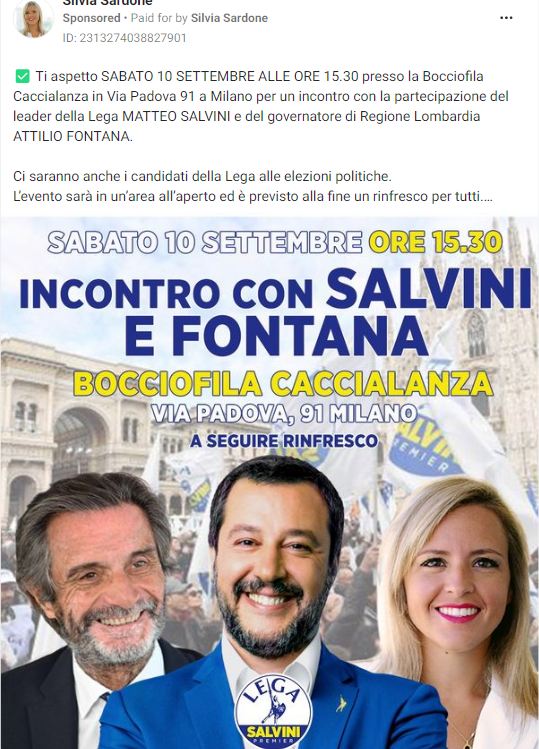 Silvia Sardone
Sponsored • Paid for by Silvia Sardone
ID: 2313274038827901
✅ Ti aspetto SABATO 10 SETTEMBRE ALLE ORE 15.30 presso la Bocciofila
Caccialanza in Via Padova 91 a Milano per un incontro con la partecipazione del
leader della Lega MATTEO SALVINI e del governatore di Regione Lombardia
ATTILIO FONTANA.
Ci saranno anche i candidati della Lega alle elezioni politiche.
L'evento sarà in un'area all'aperto ed è previsto alla fine un rinfresco per tutti....
SABATO 10 SETTEMBRE ORE 15.30
INCONTRO CON SALVINI
E FONTANA
BOCCIOFILA CACCIALANZA
VIA PADOVA, 91 MILANO
A SEGUIRE RINFRESCO
SALVINI
PREMIER
LEGA
SALVINI
PREMIER